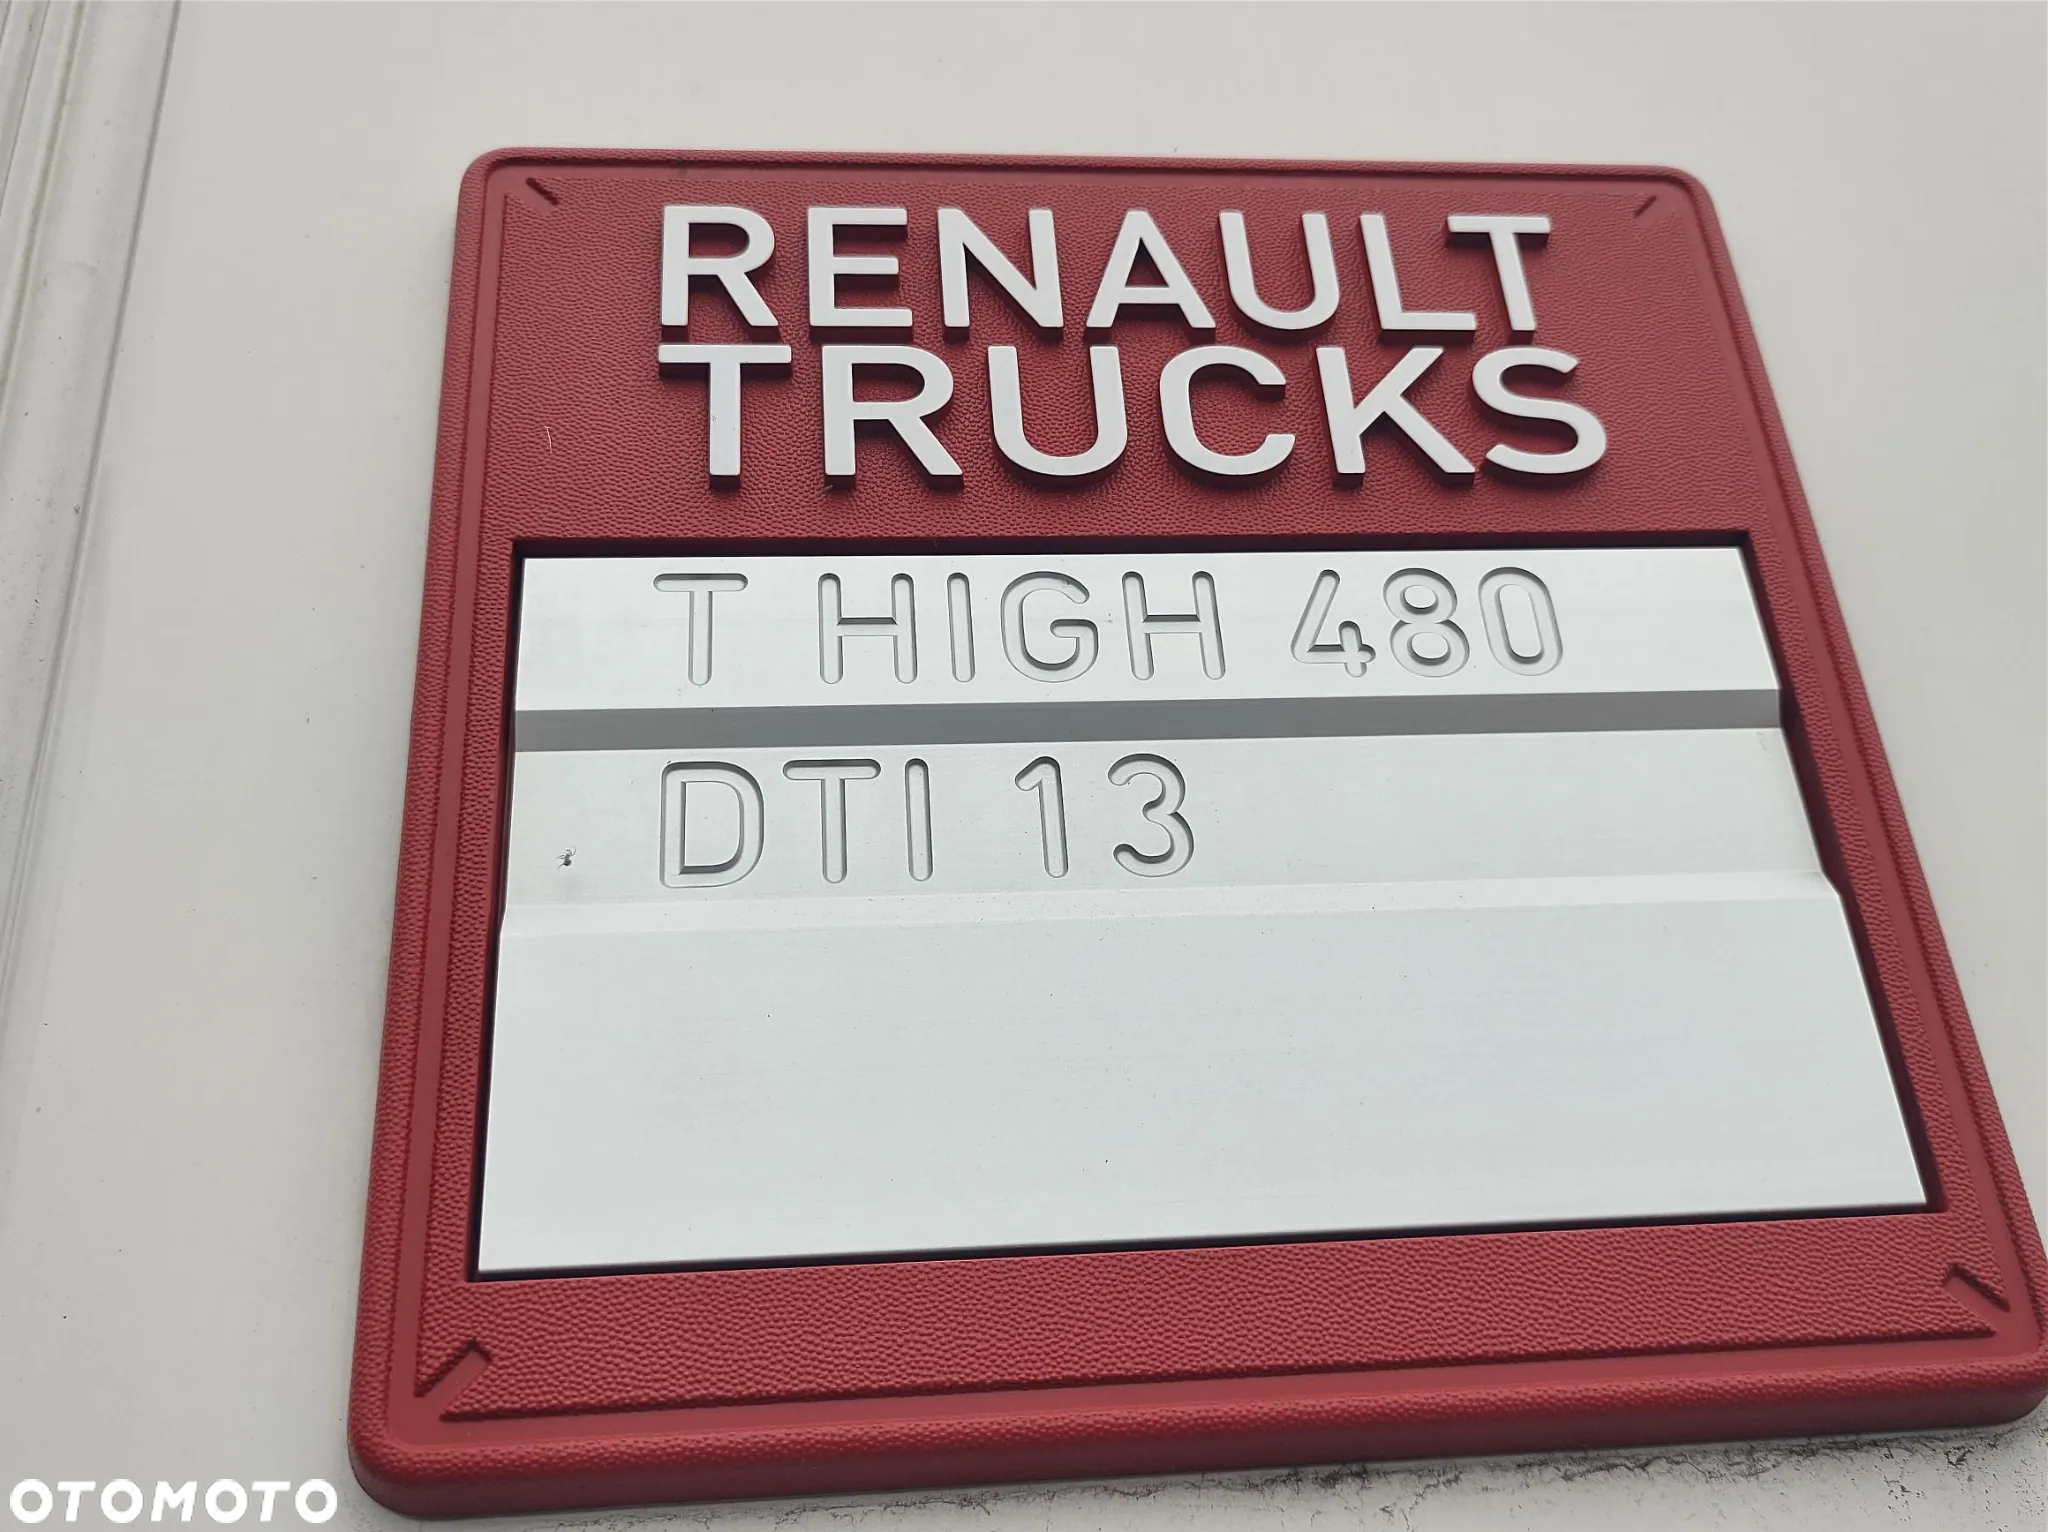 RENAULT
TRUCKS
T HIGH 480
DTI 13
OTOMOTO